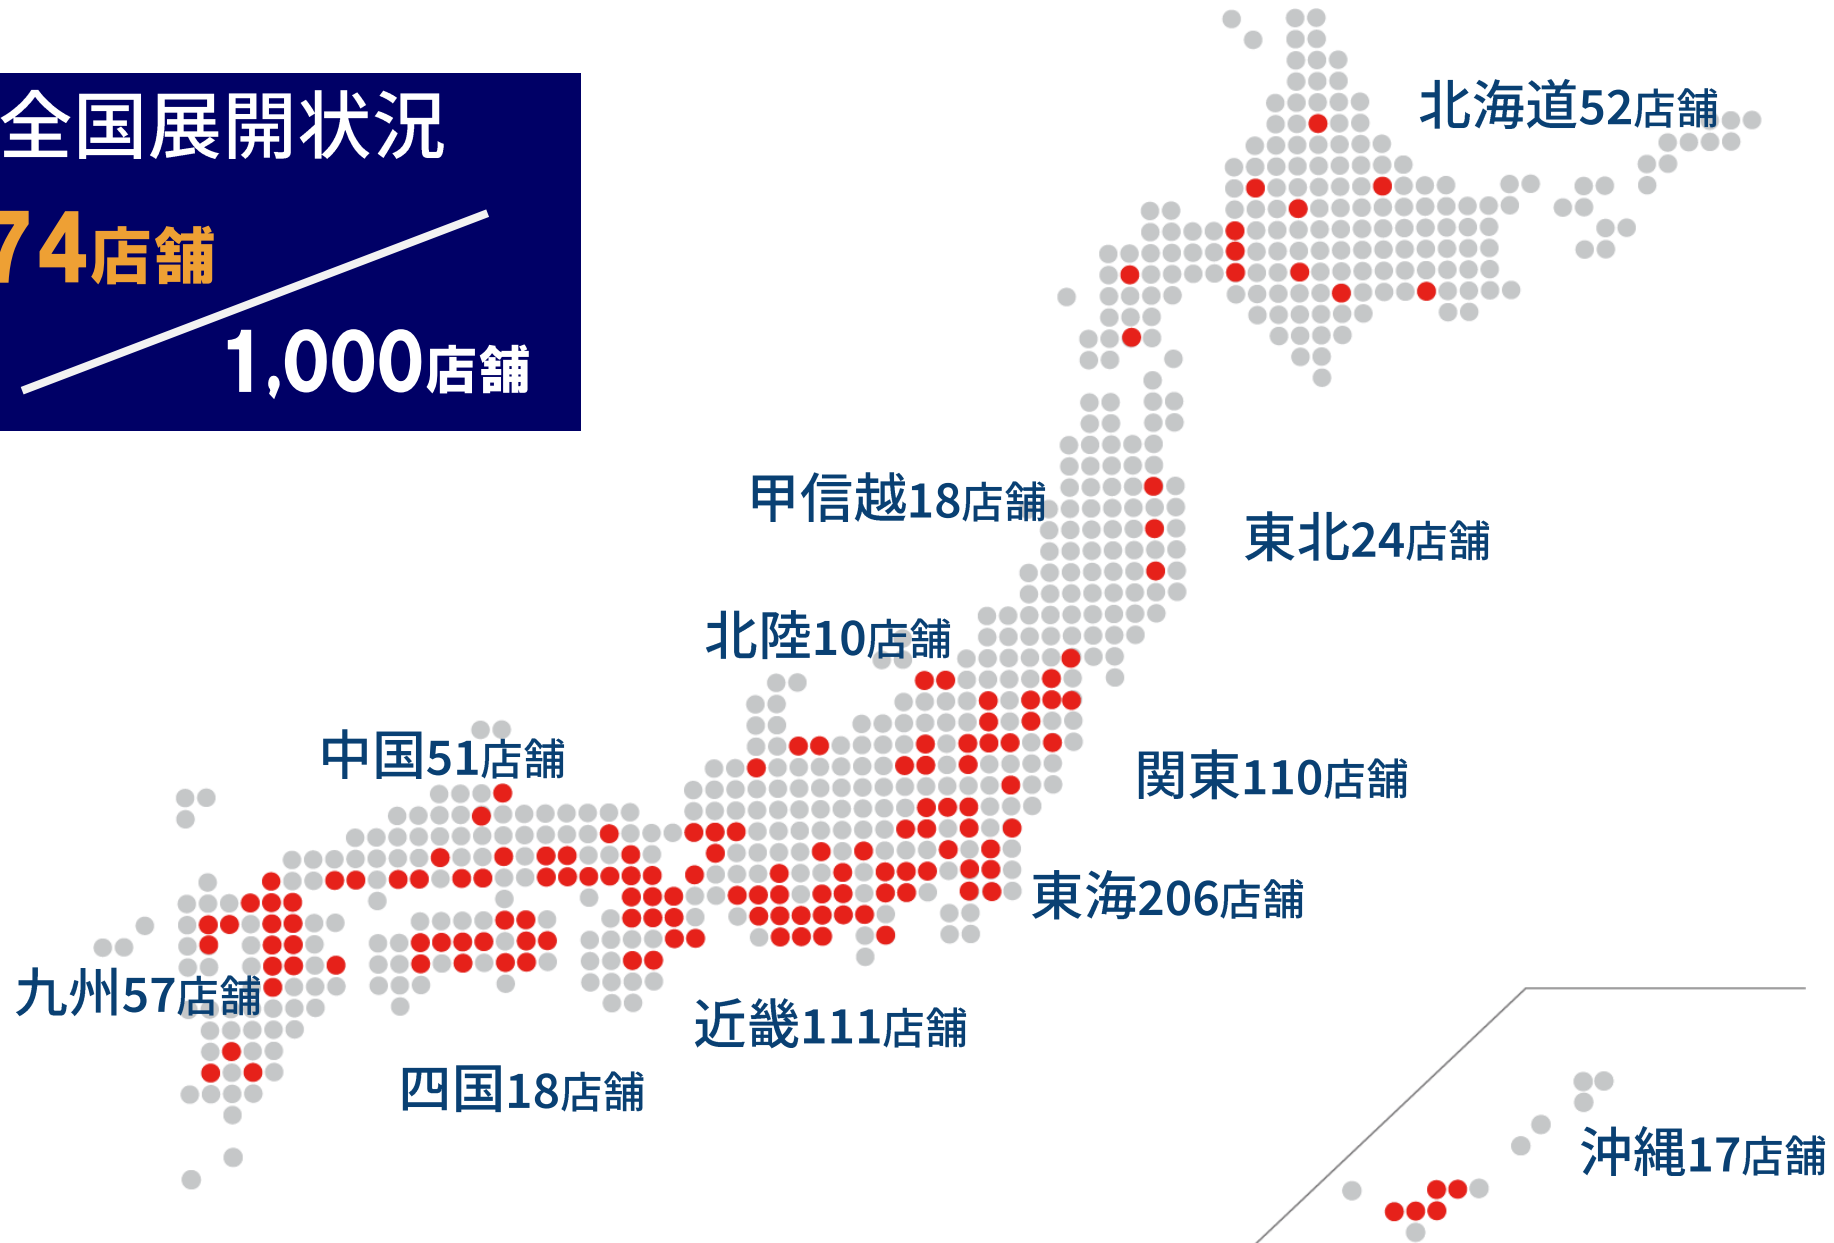 全国展開状況
74店舗
1,000店舗
北海道52店舗
甲信越18店舗
東北24店舗
北陸10店舗
中国51店舗
関東110店舗
東海206店舗
九州57店舗
近畿111店舗
四国18店舗
沖縄17店舗